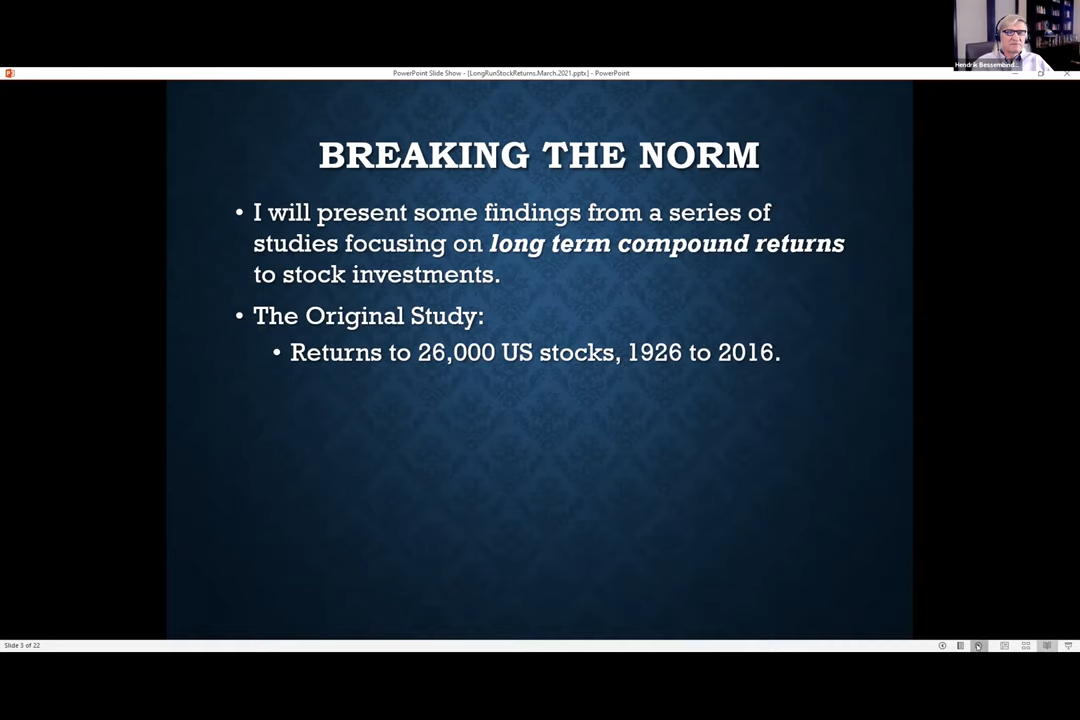 Hendrik Bessembind...
PowerPoint Slide Show - [LongRunStockReturns.March.2021.pptx] - PowerPoint
BREAKING THE NORM
• I will present some findings from a series of
studies focusing on long term compound returns
to stock investments.
• The Original Study:
• Returns to 26,000 US stocks, 1926 to 2016.
Slide 3 of 22